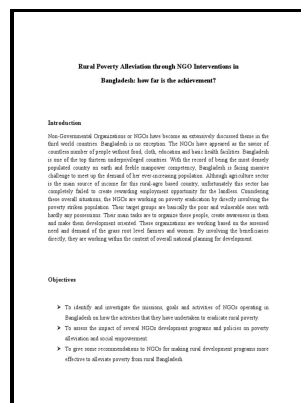 Rural Poverty Alleviation through NGO Interventions in
Bangladesh: how far is the achievement?
Introduction
Non-Governmental Organizations or NGOs have become an extensively discussed theme in the
third world countries. Bangladesh is no exception. The NGOs have appeared as the savior of
countless number of people without food, cloth, education and basic health facilities. Bangladesh
is one of the top thirteen underprivileged countries. With the record of being the most densely
populated country on earth and feeble manpower competency, Bangladesh is facing massive
challenge to meet up the demand of her ever increasing population. Although agriculture sector
is the main source of income for this rural-agro based country, unfortunately this sector has
completely failed to create rewarding employment opportunity for the landless. Considering
these overall situations, the NGOs are working on poverty eradication by directly involving the
poverty striken population. Their target groups are basically the poor and vulnerable ones with
hardly any possessions. Their main tasks are to organize these people, create awareness in them
and make them development oriented. These organizations are working based on the assessed
need and demand of the grass root level farmers and women. By involving the beneficiaries
directly, they are working within the context of overall national planning for development.
Objectives
➤ To identify and investigate the missions, goals and activities of NGOs operating in
Bangladesh on how the activities that they have undertaken to eradicate rural poverty.
➤ To assess the impact of several NGOs development programs and policies on poverty
alleviation and social empowerment.
➤ To give some recommendations to NGOs for making rural development programs more
effective to alleviate poverty from rural Bangladesh.